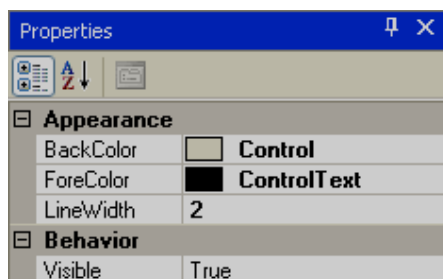 Properties
Appearance
BackColor Control
ForeColor ControlText
LineWidth 2
Behavior
Visible True